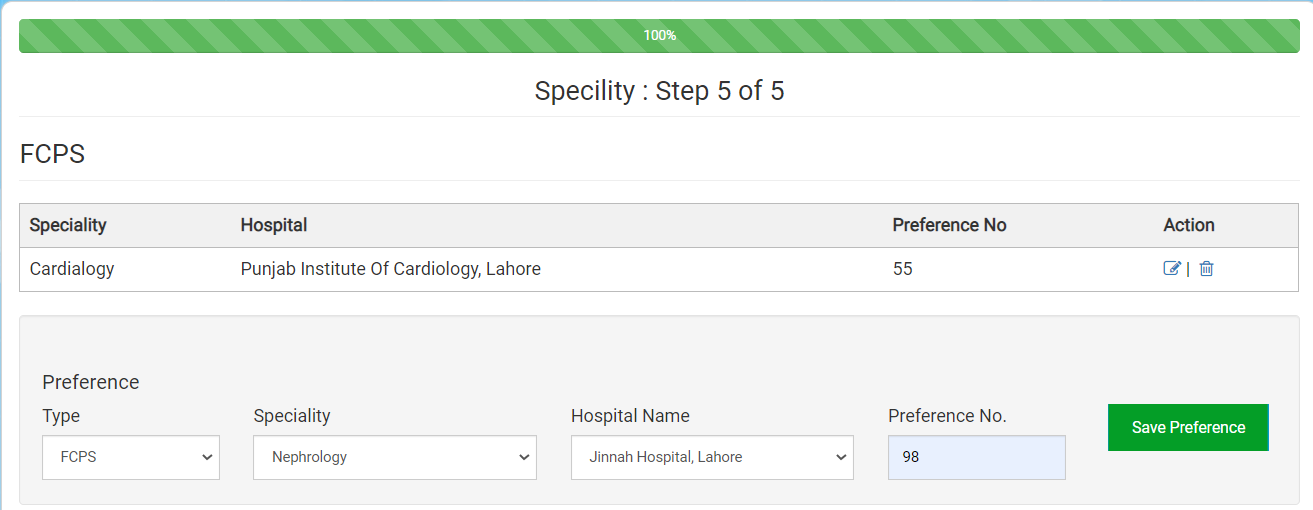 100%
Specility : Step 5 of 5
FCPS
Speciality Hospital Preference No Action
Cardialogy Punjab Institute Of Cardiology, Lahore 55 |
Preference
Type Speciality Hospital Name Preference No.
Save Preference
FCPS Nephrology Jinnah Hospital, Lahore 98